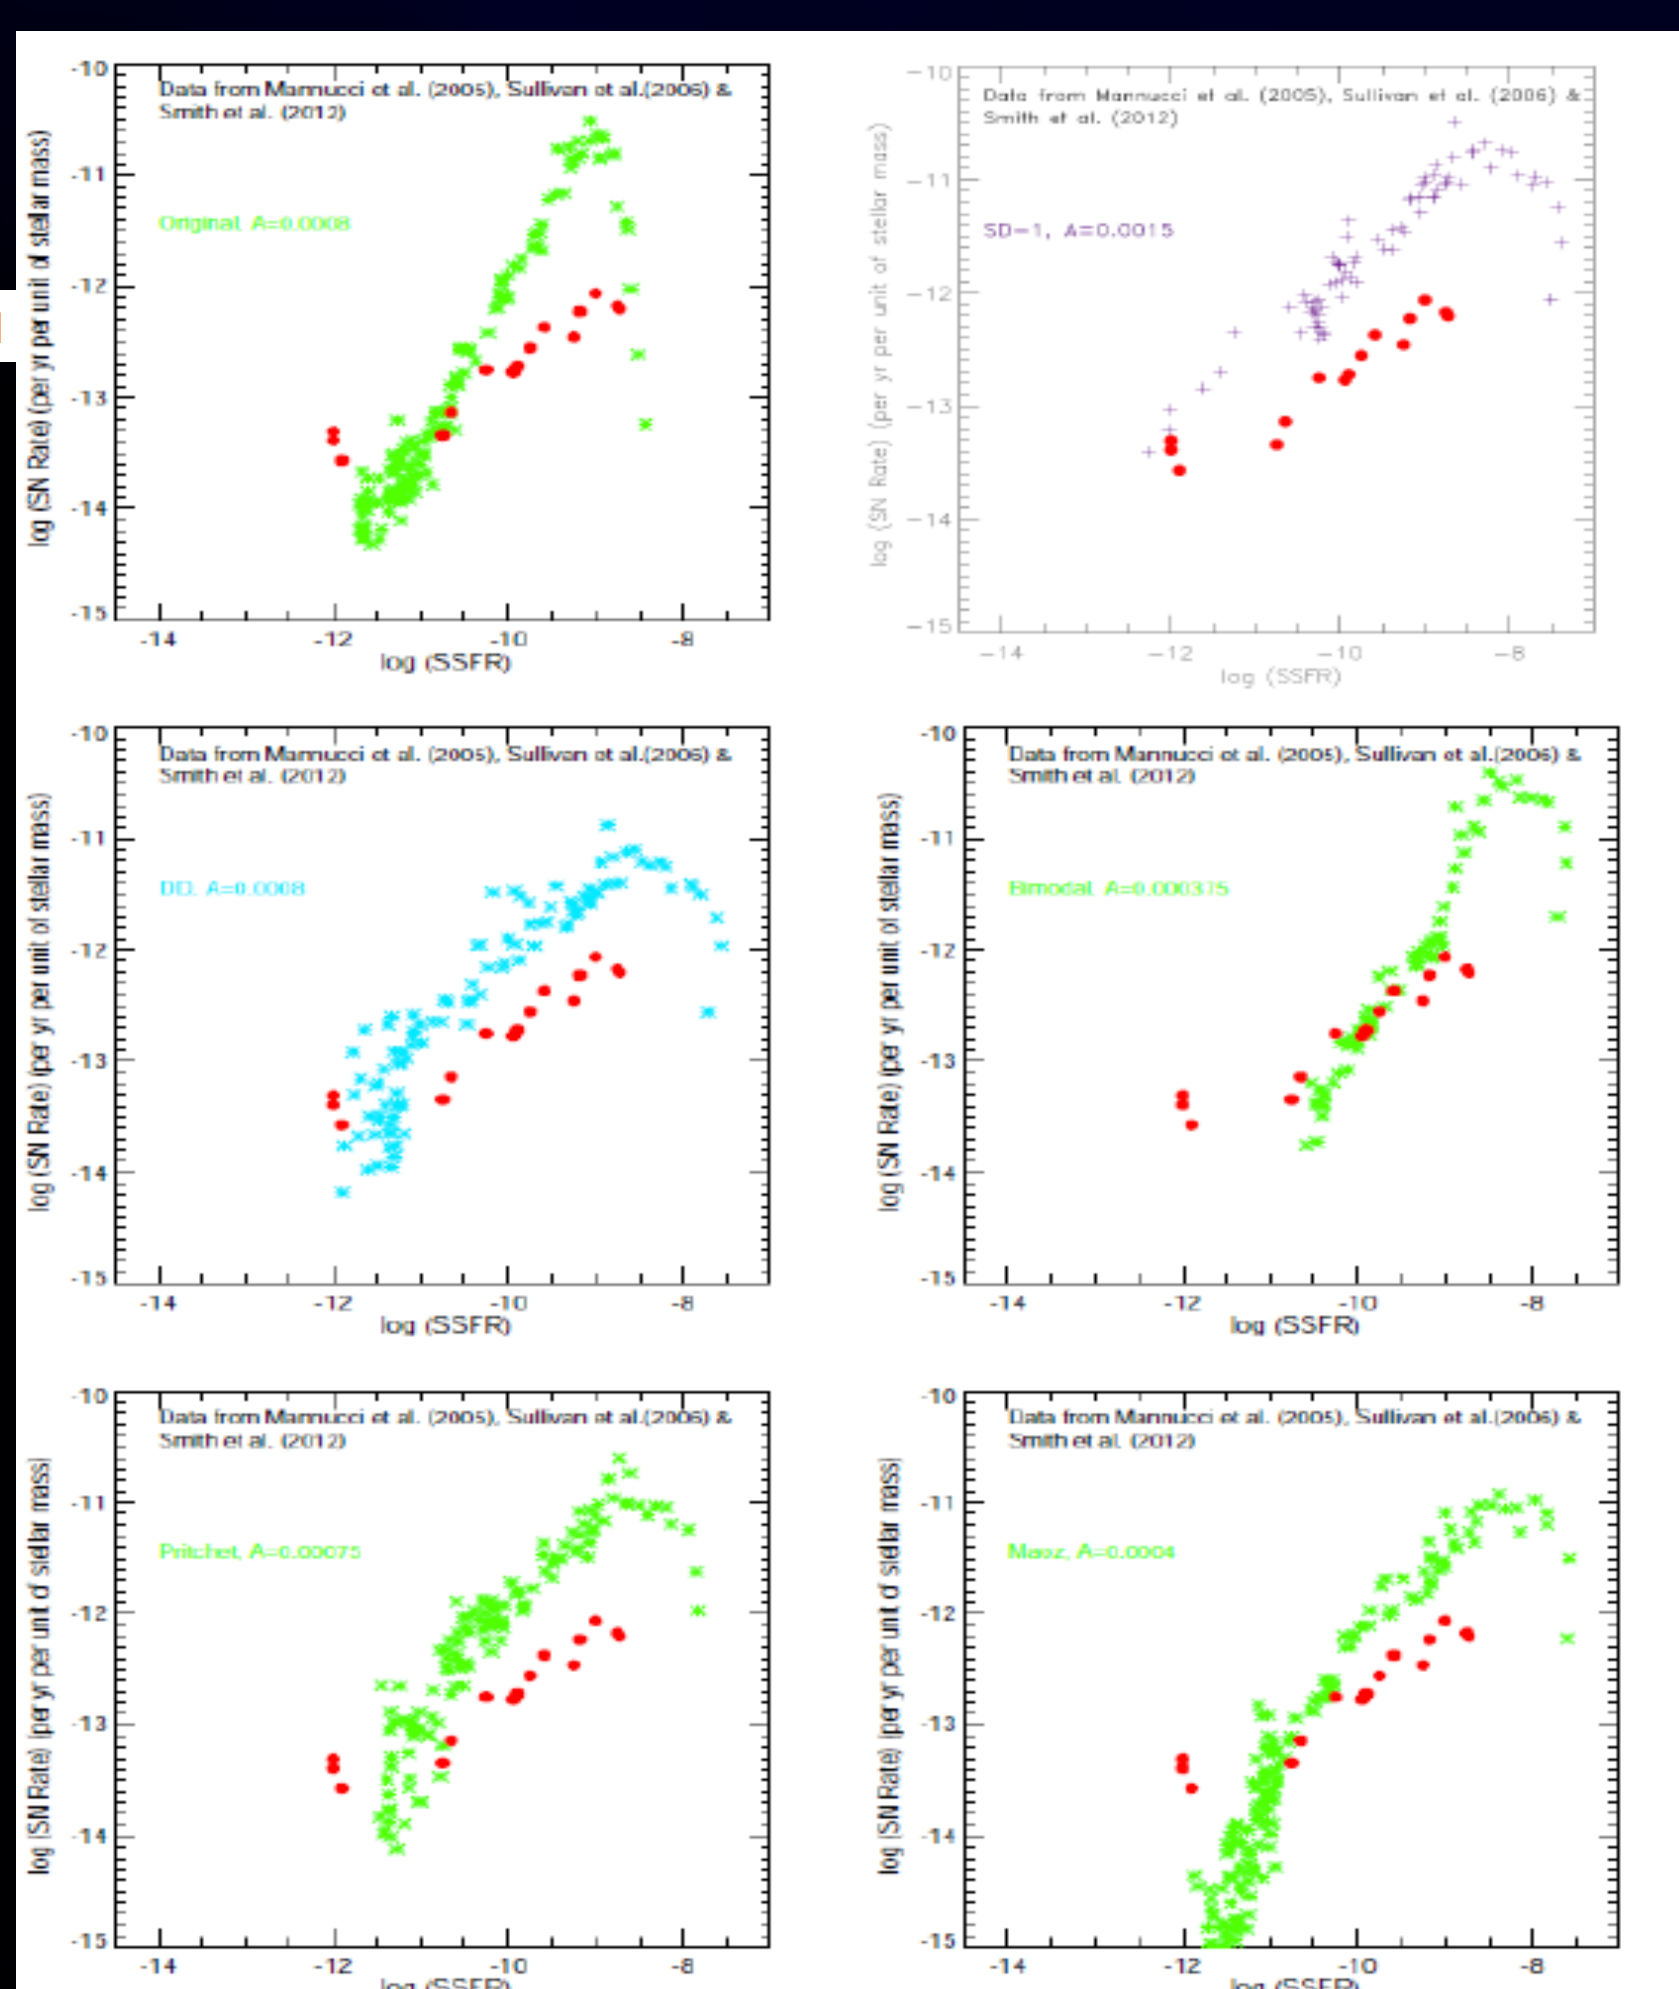 -10
Data from Mannucci et al. (2005), Sullivan et al.(2006) &
Smith et al. (2012)
-11
Original, A=0.0008
-12
-13
-14
-15
-14 -12 -10 -8
log (SSFR)
log (SN Rate) (per yr per unit of stellar mass)
-10
Data from Mannucci et al. (2005), Sullivan et al. (2006) &
Smith et al. (2012)
-11
SD-1, A=0.0015
-12
-13
-14
-15
-14 -12 -10 -8
log (SSFR)
log (SN Rate) (per yr per unit of stellar mass)
-10
Data from Mannucci et al. (2005), Sullivan et al.(2006) &
Smith et al. (2012)
-11
DD, A=0.0008
-12
-13
-14
-15
-14 -12 -10 -8
log (SSFR)
log (SN Rate) (per yr per unit of stellar mass)
-10
Data from Mannucci et al. (2005), Sullivan et al.(2006) &
Smith et al. (2012)
-11
Bimodal, A=0.000315
-12
-13
-14
-15
-14 -12 -10 -8
log (SSFR)
log (SN Rate) (per yr per unit of stellar mass)
-10
Data from Mannucci et al. (2005), Sullivan et al.(2006) &
Smith et al. (2012)
-11
Pritchet, A=0.00075
-12
-13
-14
-15
-14 -12 -10 -8
log (SSFR)
log (SN Rate) (per yr per unit of stellar mass)
-10
Data from Mannucci et al. (2005), Sullivan et al.(2006) &
Smith et al. (2012)
-11
Maoz, A=0.0004
-12
-13
-14
-15
-14 -12 -10 -8
log (SSFR)
log (SN Rate) (per yr per unit of stellar mass)